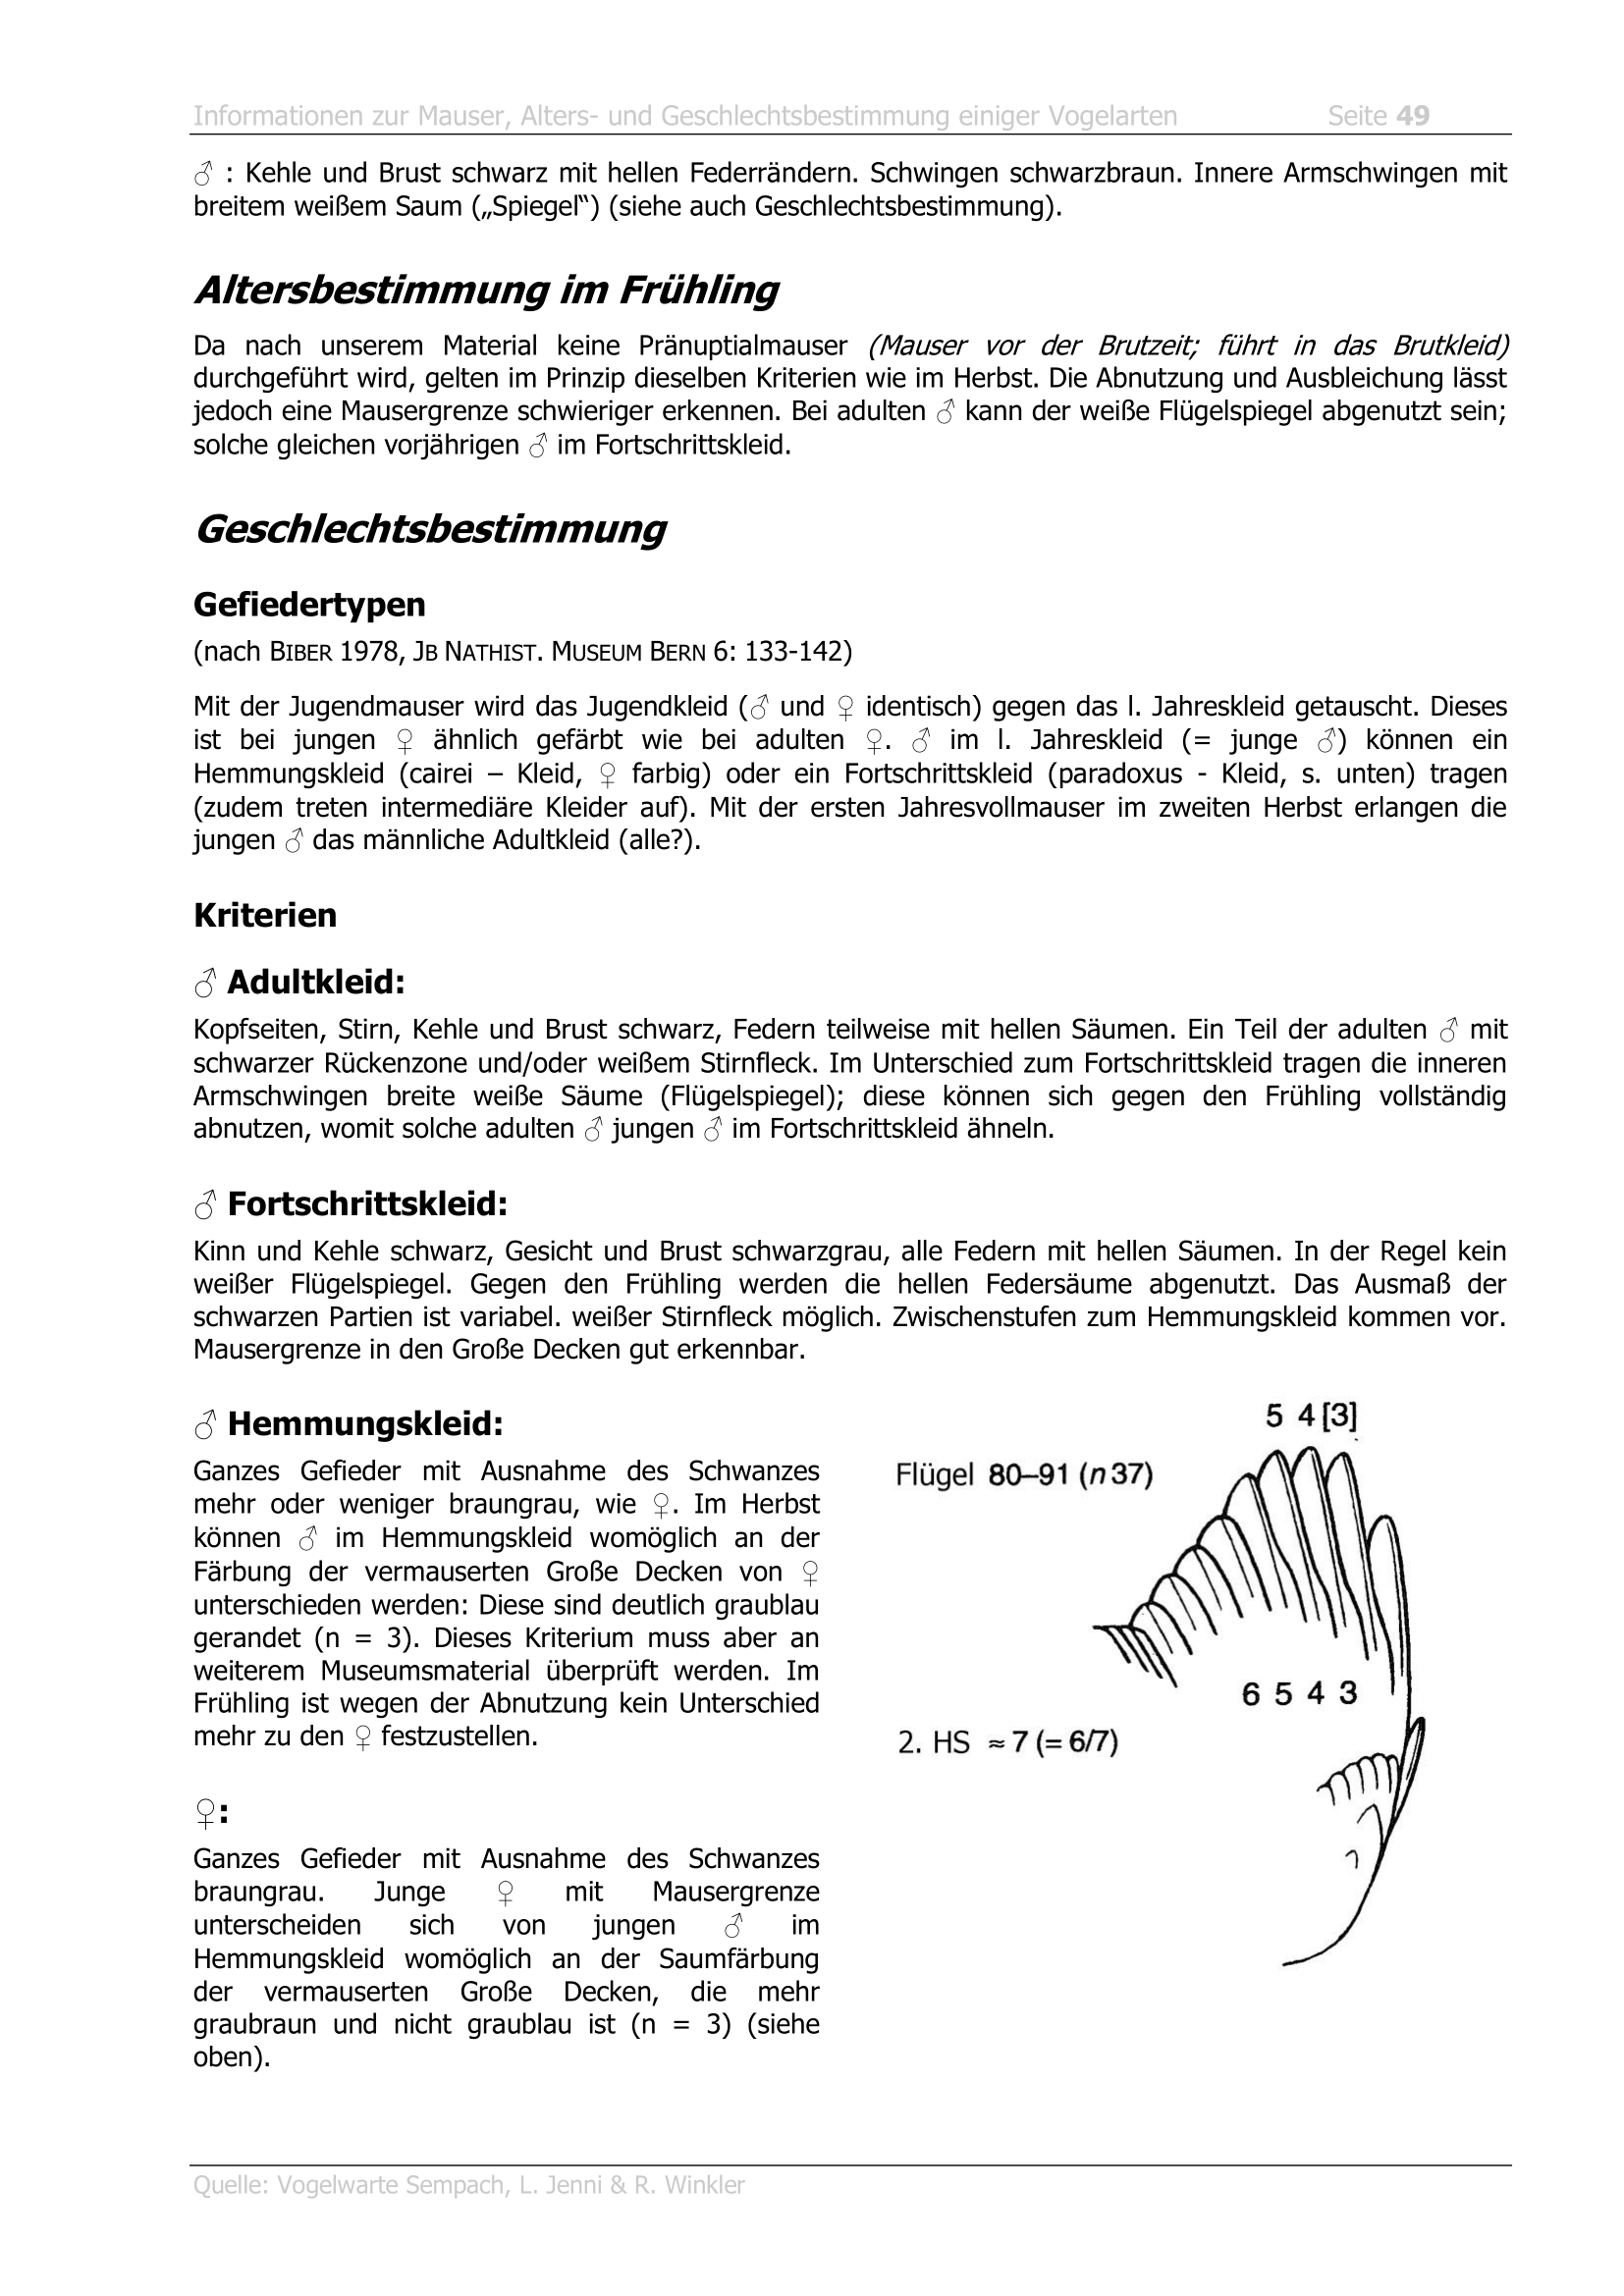 Informationen zur Mauser, Alters- und Geschlechtsbestimmung einiger Vogelarten Seite 49
♂ : Kehle und Brust schwarz mit hellen Federrändern. Schwingen schwarzbraun. Innere Armschwingen mit
breitem weißem Saum („Spiegel“) (siehe auch Geschlechtsbestimmung).
Altersbestimmung im Frühling
Da nach unserem Material keine Pränuptialmauser (Mauser vor der Brutzeit; führt in das Brutkleid)
durchgeführt wird, gelten im Prinzip dieselben Kriterien wie im Herbst. Die Abnutzung und Ausbleichung lässt
jedoch eine Mausergrenze schwieriger erkennen. Bei adulten ♂ kann der weiße Flügelspiegel abgenutzt sein;
solche gleichen vorjährigen ♂ im Fortschrittskleid.
Geschlechtsbestimmung
Gefiedertypen
(nach BIBER 1978, JB NATHIST. MUSEUM BERN 6: 133-142)
Mit der Jugendmauser wird das Jugendkleid (♂ und ♀ identisch) gegen das l. Jahreskleid getauscht. Dieses
ist bei jungen ♀ ähnlich gefärbt wie bei adulten ♀. ♂ im l. Jahreskleid (= junge ♂) können ein
Hemmungskleid (cairei – Kleid, ♀ farbig) oder ein Fortschrittskleid (paradoxus - Kleid, s. unten) tragen
(zudem treten intermediäre Kleider auf). Mit der ersten Jahresvollmauser im zweiten Herbst erlangen die
jungen ♂ das männliche Adultkleid (alle?).
Kriterien
♂ Adultkleid:
Kopfseiten, Stirn, Kehle und Brust schwarz, Federn teilweise mit hellen Säumen. Ein Teil der adulten ♂ mit
schwarzer Rückenzone und/oder weißem Stirnfleck. Im Unterschied zum Fortschrittskleid tragen die inneren
Armschwingen breite weiße Säume (Flügelspiegel); diese können sich gegen den Frühling vollständig
abnutzen, womit solche adulten ♂ jungen ♂ im Fortschrittskleid ähneln.
♂ Fortschrittskleid:
Kinn und Kehle schwarz, Gesicht und Brust schwarzgrau, alle Federn mit hellen Säumen. In der Regel kein
weißer Flügelspiegel. Gegen den Frühling werden die hellen Federsäume abgenutzt. Das Ausmaß der
schwarzen Partien ist variabel. weißer Stirnfleck möglich. Zwischenstufen zum Hemmungskleid kommen vor.
Mausergrenze in den Große Decken gut erkennbar.
♂ Hemmungskleid:
Ganzes Gefieder mit Ausnahme des Schwanzes
mehr oder weniger braungrau, wie ♀. Im Herbst
können ♂ im Hemmungskleid womöglich an der
Färbung der vermauserten Große Decken von ♀
unterschieden werden: Diese sind deutlich graublau
gerandet (n = 3). Dieses Kriterium muss aber an
weiterem Museumsmaterial überprüft werden. Im
Frühling ist wegen der Abnutzung kein Unterschied
mehr zu den ♀ festzustellen.
♀:
Ganzes Gefieder mit Ausnahme des Schwanzes
braungrau. Junge ♀ mit Mausergrenze
unterscheiden sich von jungen ♂ im
Hemmungskleid womöglich an der Saumfärbung
der vermauserten Große Decken, die mehr
graubraun und nicht graublau ist (n = 3) (siehe
oben).
5 4 [3]
Flügel 80–91 (n 37)
6 5 4 3
2. HS ≈ 7 (= 6/7)
Quelle: Vogelwarte Sempach, L. Jenni & R. Winkler